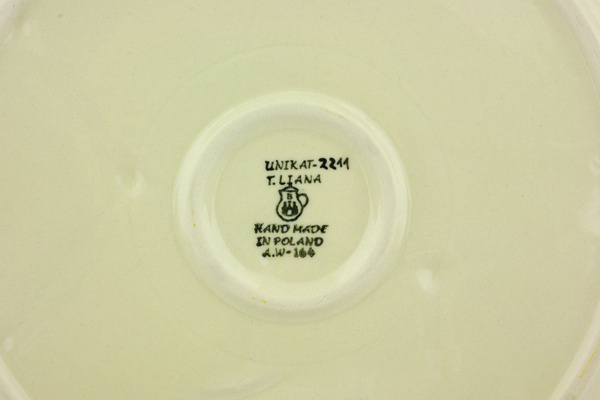 UNIKAT-2211
T.LIANA
B
HAND MADE
IN POLAND
A.W-164